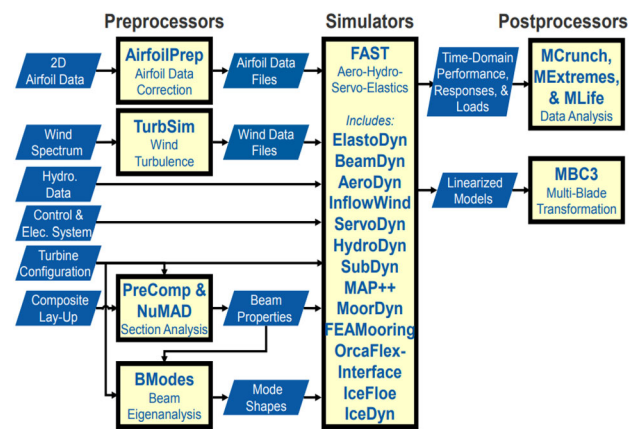 Preprocessors
Simulators
Postprocessors
2D
Airfoil Data
AirfoilPrep
Airfoil Data
Correction
Airfoil Data
Files
Wind
Spectrum
TurbSim
Wind
Turbulence
Wind Data
Files
Hydro.
Data
Control &
Elec. System
Turbine
Configuration
Composite
Lay-Up
PreComp &
NuMAD
Section Analysis
Beam
Properties
BModes
Beam
Eigenanalysis
Mode
Shapes
FAST
Aero-Hydro-
Servo-Elastics
Includes:
ElastoDyn
BeamDyn
AeroDyn
InflowWind
ServoDyn
HydroDyn
SubDyn
MAP++
MoorDyn
FEAMooring
OrcaFlex-
Interface
IceFloe
IceDyn
Time-Domain
Performance,
Responses, &
Loads
MCrunch,
MExtremes,
& MLife
Data Analysis
Linearized
Models
MBC3
Multi-Blade
Transformation